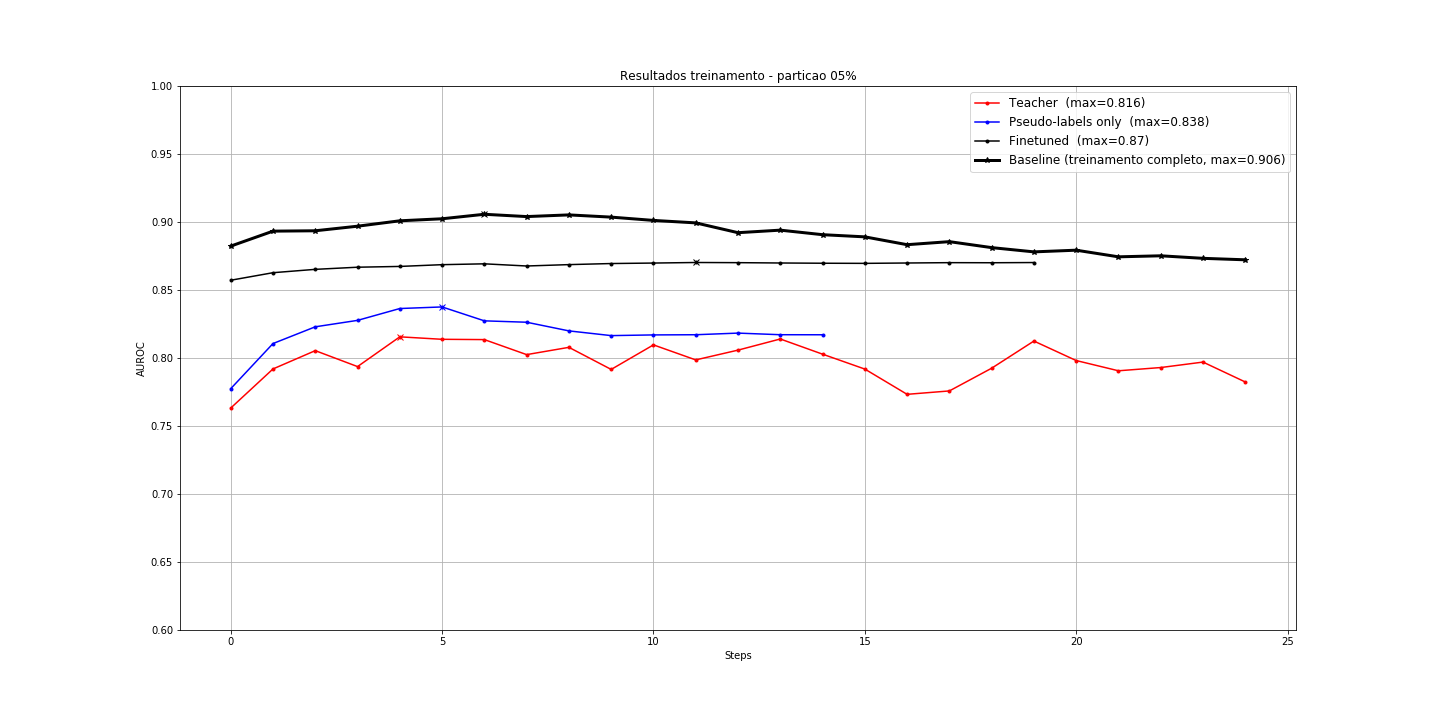 Resultados treinamento - particao 05%
1.00
0.95
0.90
0.85
0.80
0.75
0.70
0.65
0.60
AUROC
Teacher (max=0.816)
Pseudo-labels only (max=0.838)
Finetuned (max=0.87)
Baseline (treinamento completo, max=0.906)
0 5 10 15 20 25
Steps